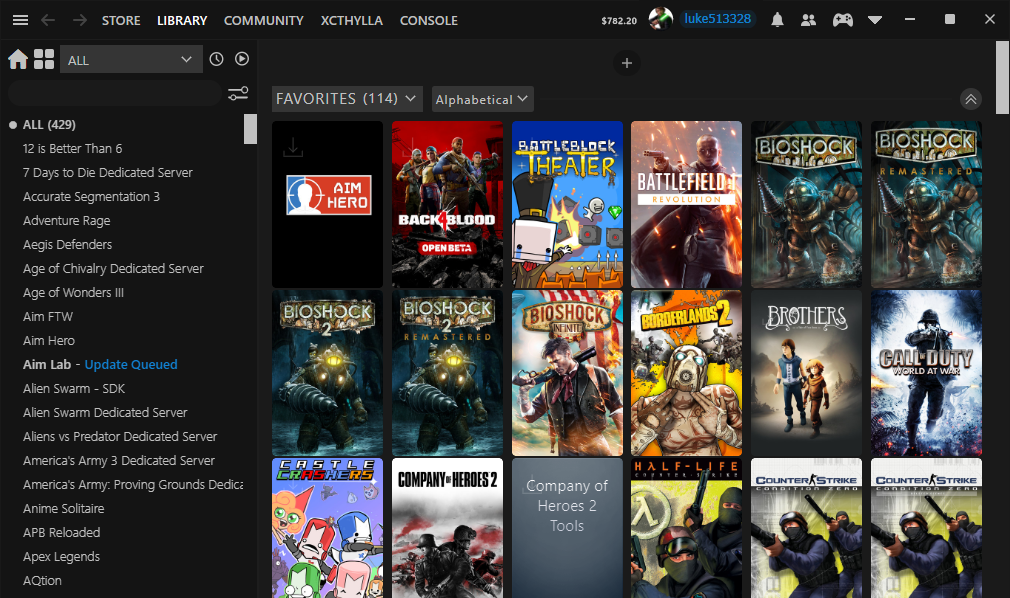 STORE LIBRARY COMMUNITY XCTHYLLA CONSOLE $782.20 luke513328
ALL
FAVORITES (114) Alphabetical
ALL (429)
12 is Better Than 6
7 Days to Die Dedicated Server
Accurate Segmentation 3
Adventure Rage
Aegis Defenders
Age of Chivalry Dedicated Server
Age of Wonders III
Aim FTW
Aim Hero
Aim Lab - Update Queued
Alien Swarm - SDK
Alien Swarm Dedicated Server
Aliens vs Predator Dedicated Server
America's Army 3 Dedicated Server
America's Army: Proving Grounds Dedica
Anime Solitaire
APB Reloaded
Apex Legends
AQtion
AIM
HERO
BACK4BLOOD
OPEN BETA
BATTLEBLOCK
THEATER
BATTLEFIELD 1
REVOLUTION
BIOSHOCK
BIOSHOCK
REMASTERED
BIOSHOCK
2
BIOSHOCK
2
REMASTERED
BIOSHOCK
INFINITE
BORDERLANDS 2
BROTHERS
CALL OF DUTY
WORLD AT WAR
CASTLE
CRASHERS
COMPANY OF HEROES 2
Company of
Heroes 2
Tools
HALF-LIFE
COUNTER-STRIKE
COUNTER STRIKE
CONDITION ZERO
COUNTER STRIKE
CONDITION ZERO